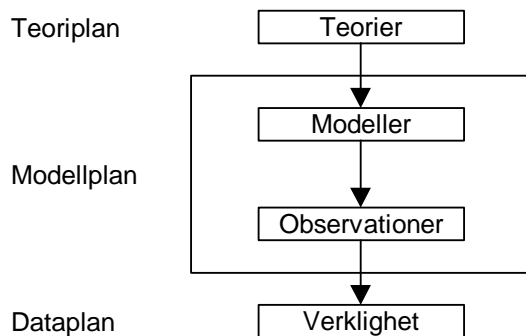 Teoriplan
Teorier
Modeller
Modellplan
Observationer
Dataplan
Verklighet